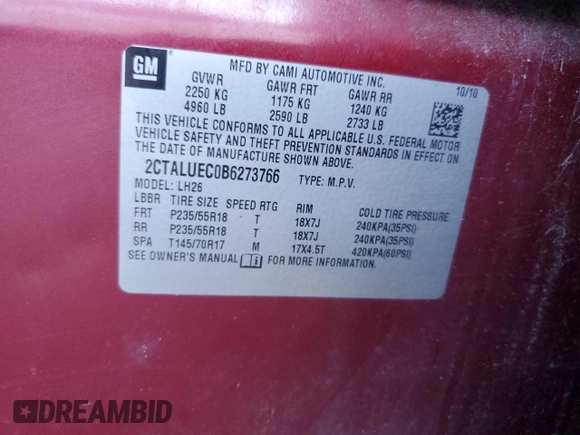 GM
MFD BY CAMI AUTOMOTIVE INC.
10/10
GVWR GAWR FRT GAWR RR
2250 KG 1175 KG 1240 KG
4960 LB 2590 LB 2733 LB
THIS VEHICLE CONFORMS TO ALL APPLICABLE U.S. FEDERAL MOTOR
VEHICLE SAFETY AND THEFT PREVENTION STANDARDS IN EFFECT ON
THE DATE OF MANUFACTURE SHOWN ABOVE.
2CTALUEC0B6273766 TYPE: M.P.V.
MODEL: LH26
LBBR TIRE SIZE SPEED RTG RIM COLD TIRE PRESSURE
FRT P235/55R18 T 18X7J 240KPA(35PSI)
RR P235/55R18 T 18X7J 240KPA(35PSI)
SPA T145/70R17 M 17X4.5T 420KPA(60PSI)
SEE OWNER'S MANUAL FOR MORE INFORMATION.
DREAMBID